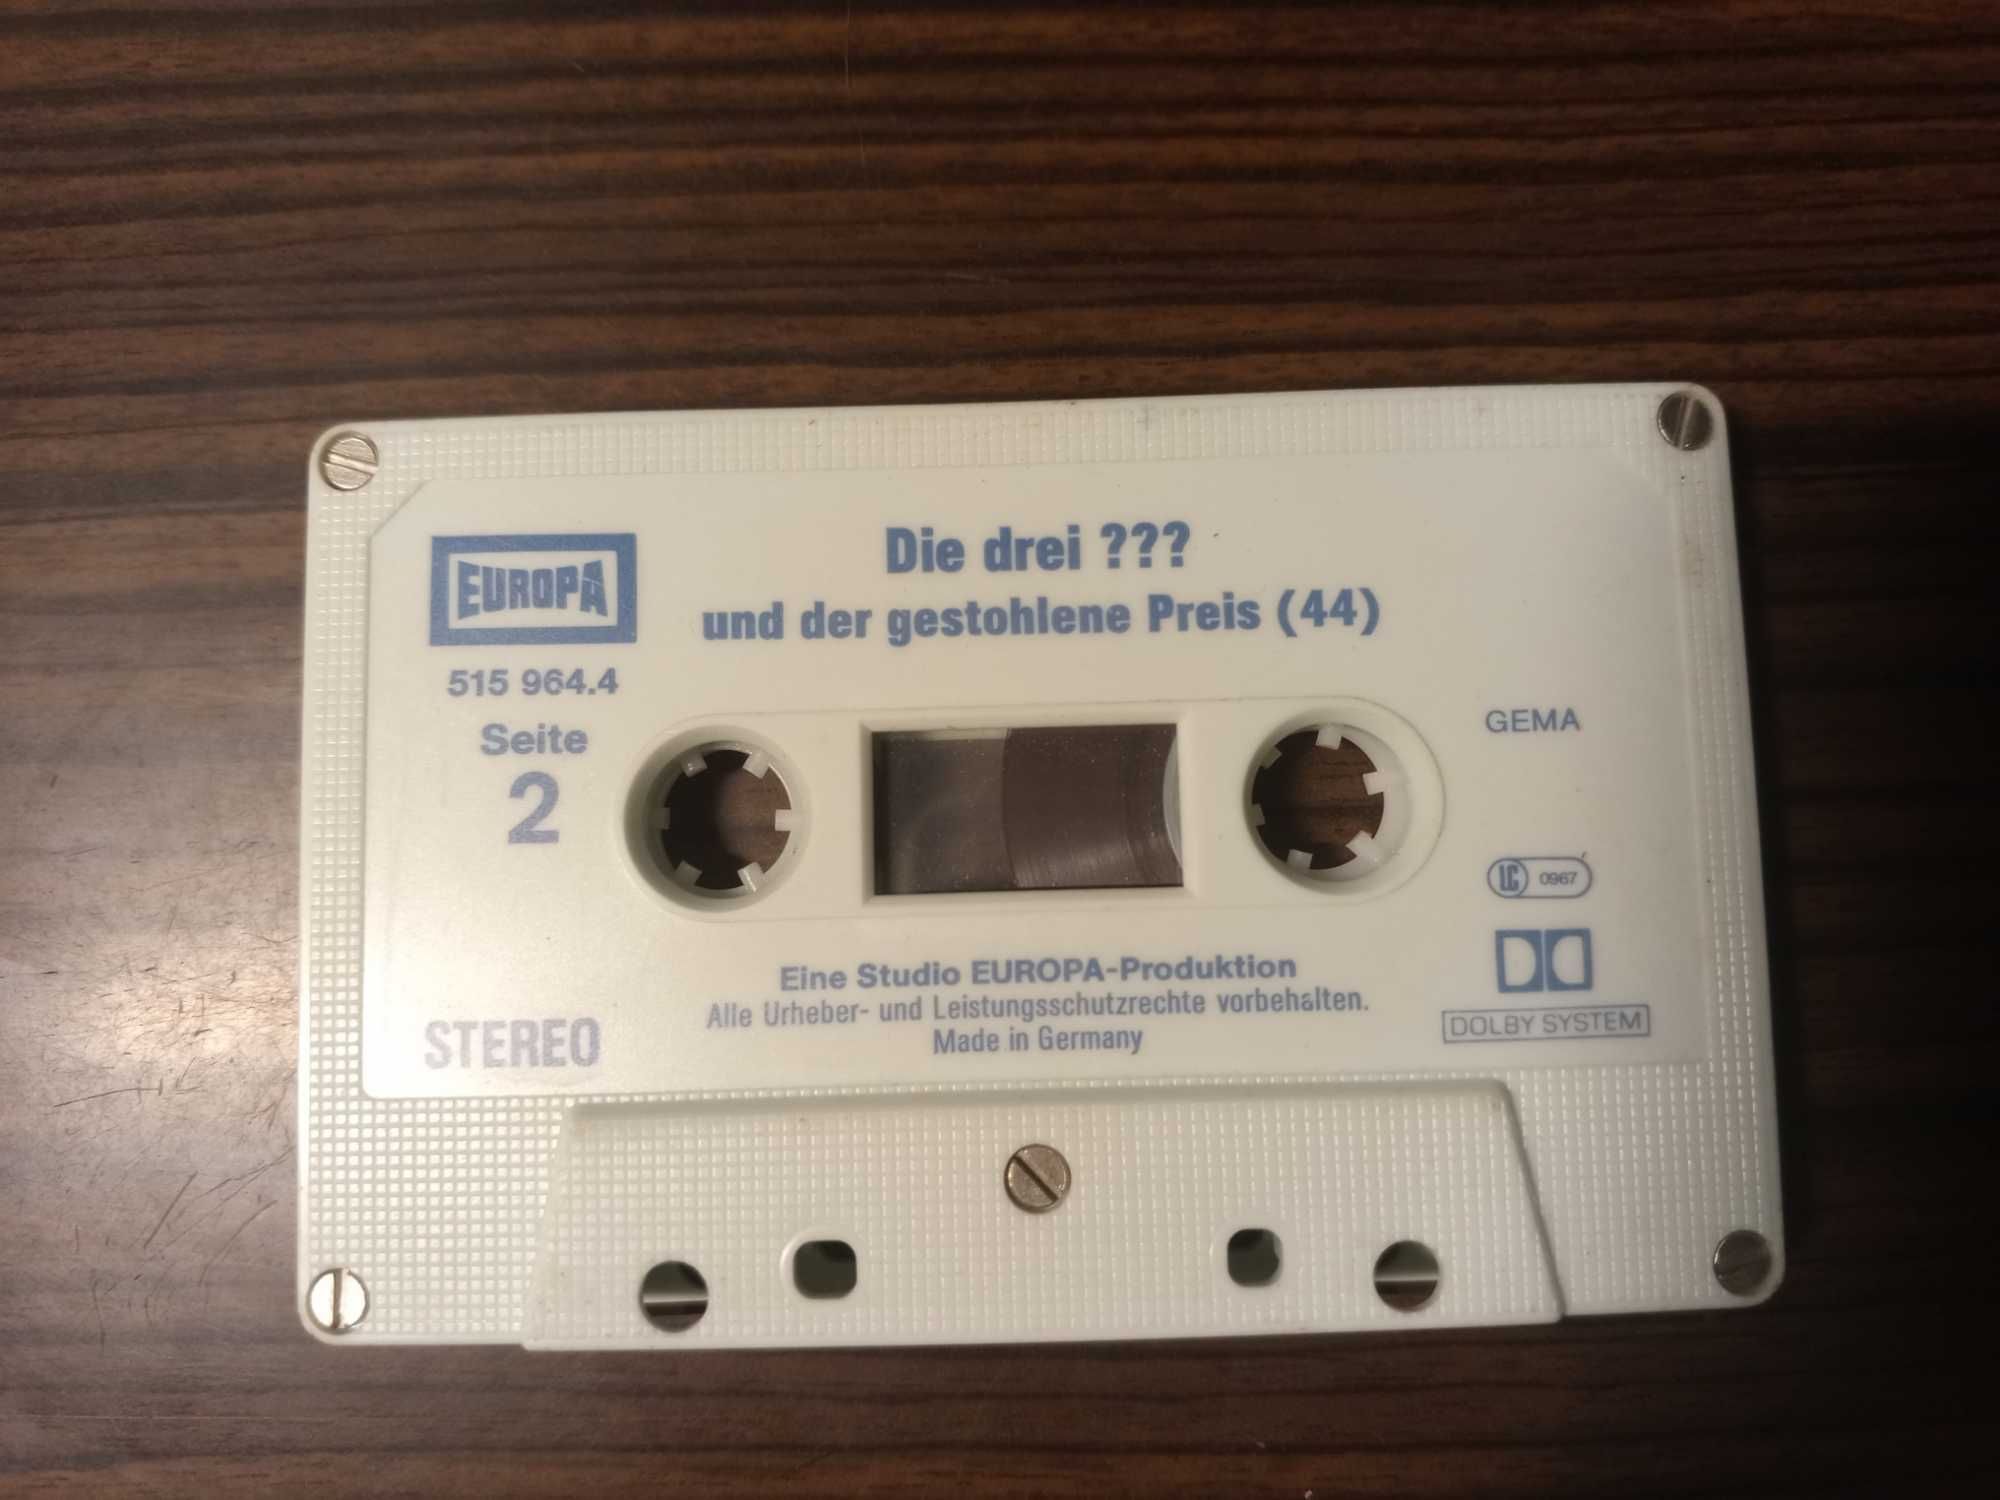 EUROPA
Die drei ???
und der gestohlene Preis (44)
515 964.4
Seite
2
GEMA
LC 0967
Eine Studio EUROPA-Produktion
Alle Urheber- und Leistungsschutzrechte vorbehalten.
Made in Germany
STEREO
DOLBY SYSTEM